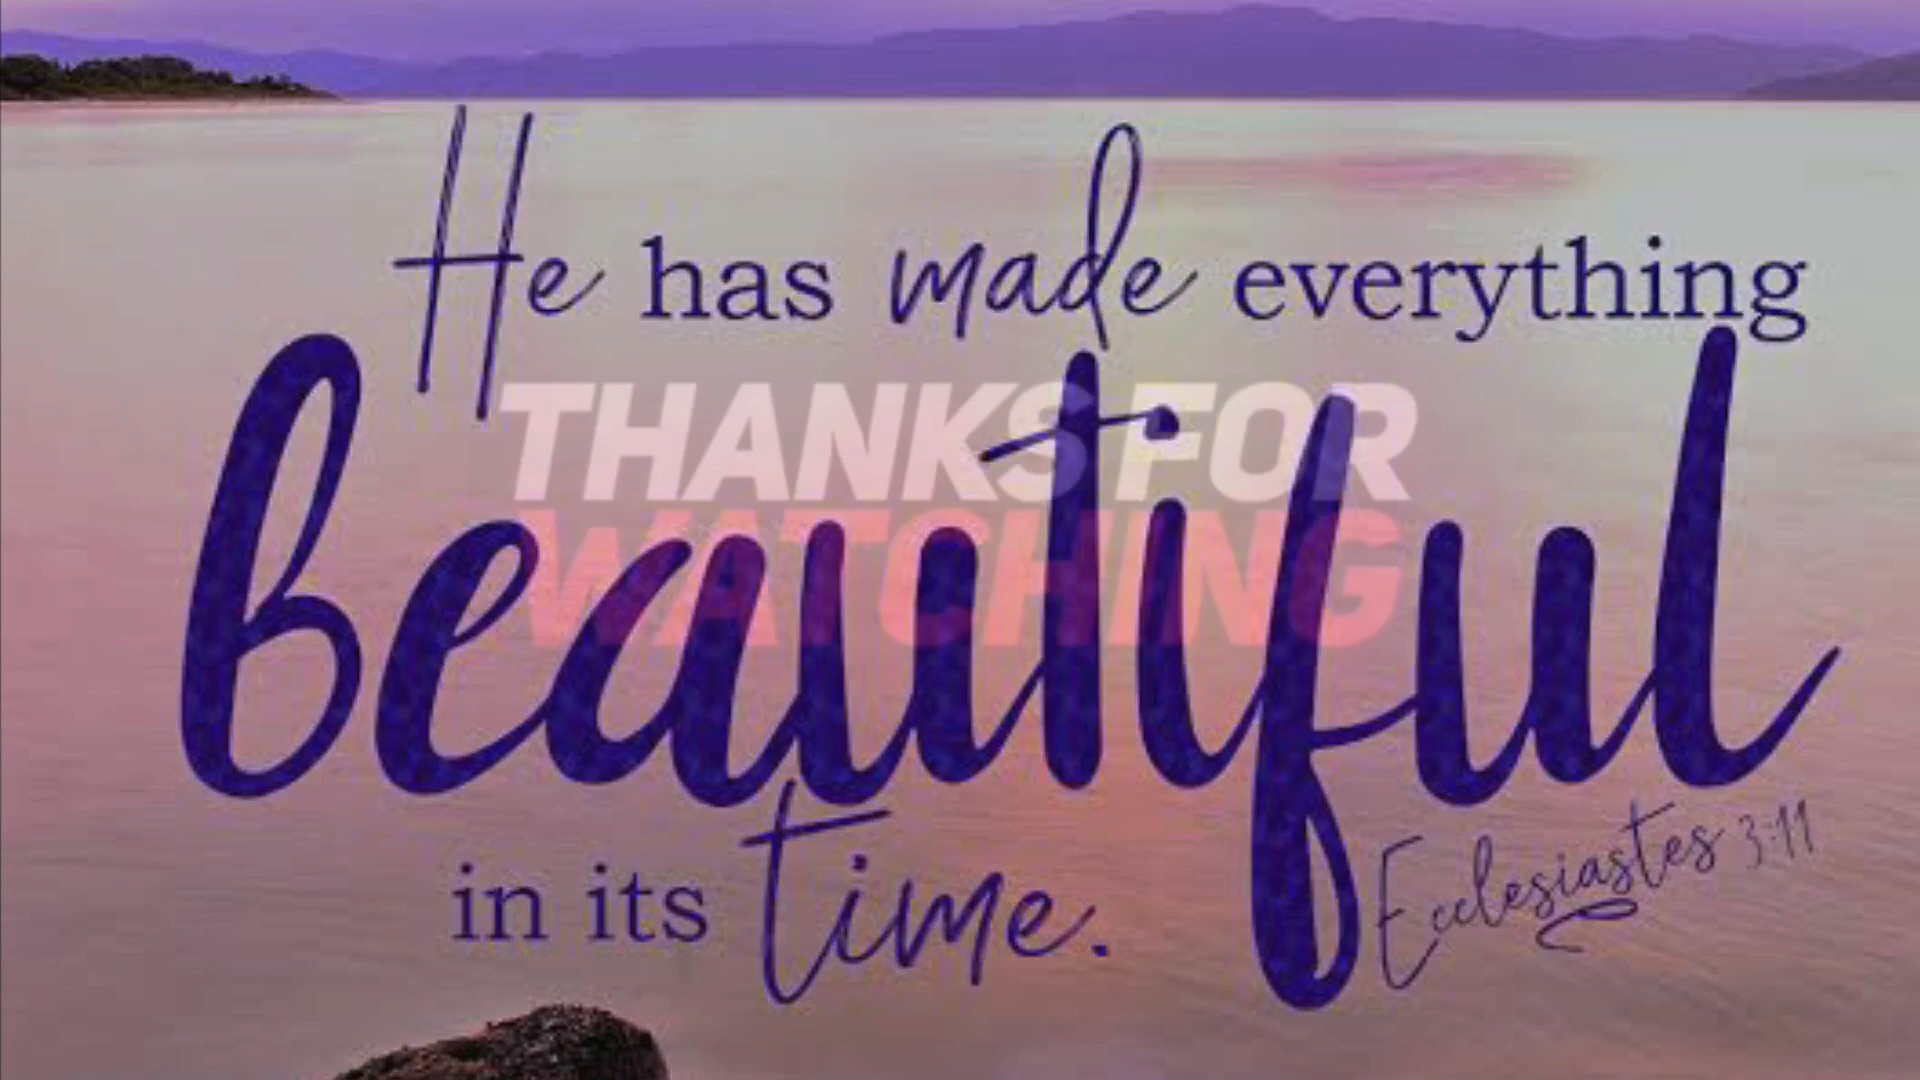 He has made everything
beautiful
in its time.
Ecclesiastes 3:11
THANKS FOR
WATCHING